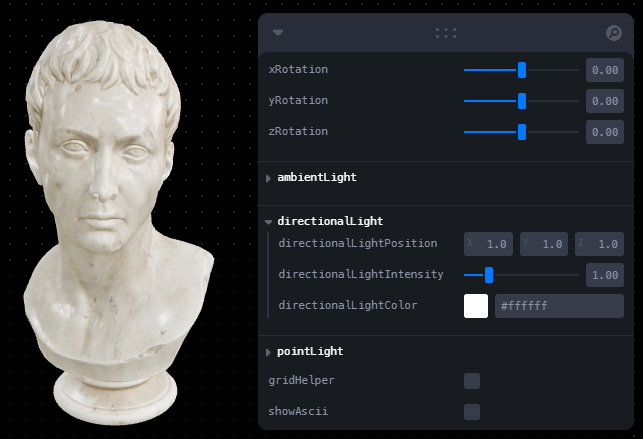 xRotation 0.00
yRotation 0.00
zRotation 0.00
ambientLight
directionalLight
directionalLightPosition X 1.0 Y 1.0 Z 1.0
directionalLightIntensity 1.00
directionalLightColor #ffffff
pointLight
gridHelper
showAscii